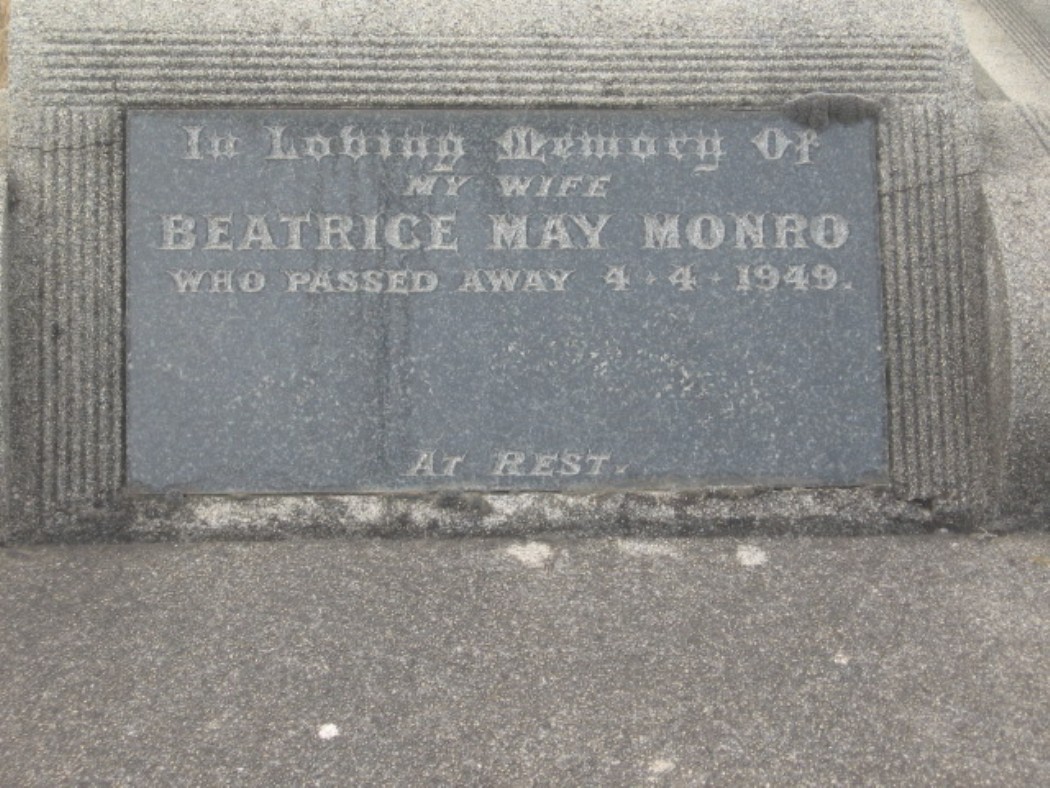 In Loving Memory Of
MY WIFE
BEATRICE MAY MONRO
WHO PASSED AWAY 4·4·1949.
AT REST.